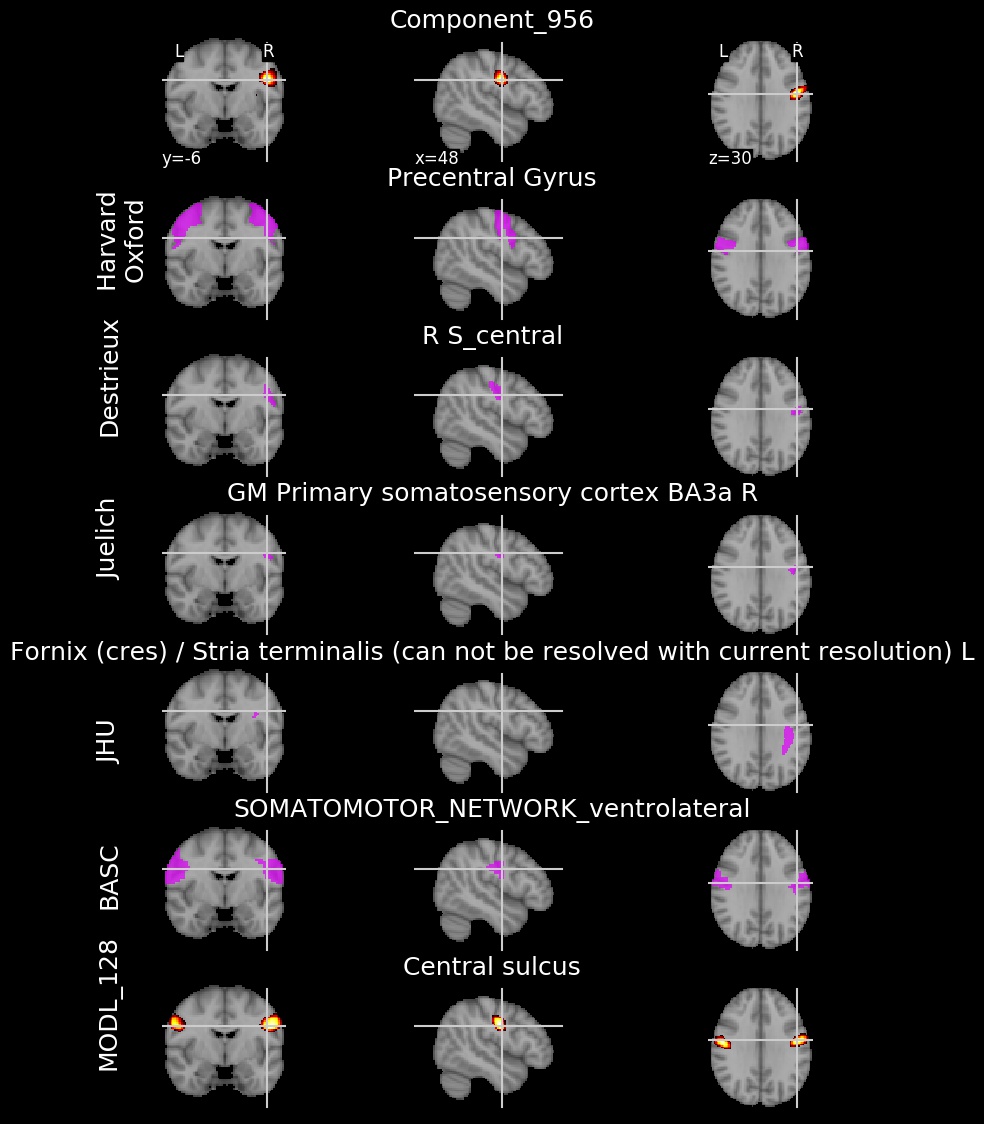 Component_956
L R
L R
y=-6
x=48
z=30
Precentral Gyrus
Harvard
Oxford
R S_central
Destrieux
GM Primary somatosensory cortex BA3a R
Juelich
Fornix (cres) / Stria terminalis (can not be resolved with current resolution) L
JHU
SOMATOMOTOR_NETWORK_ventrolateral
BASC
Central sulcus
MODL_128